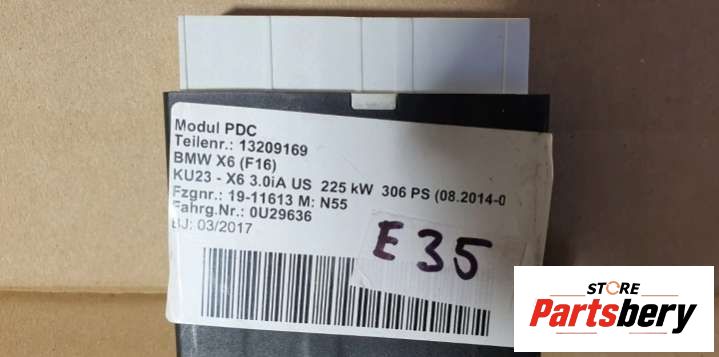 Modul PDC
Teilenr.: 13209169
BMW X6 (F16)
KU23 - X6 3.0iA US 225 kW 306 PS (08.2014-0
Fzgnr.: 19-11613 M: N55
Fahrg.Nr.: 0U29636
BJ: 03/2017
E35
STORE
Partsbery